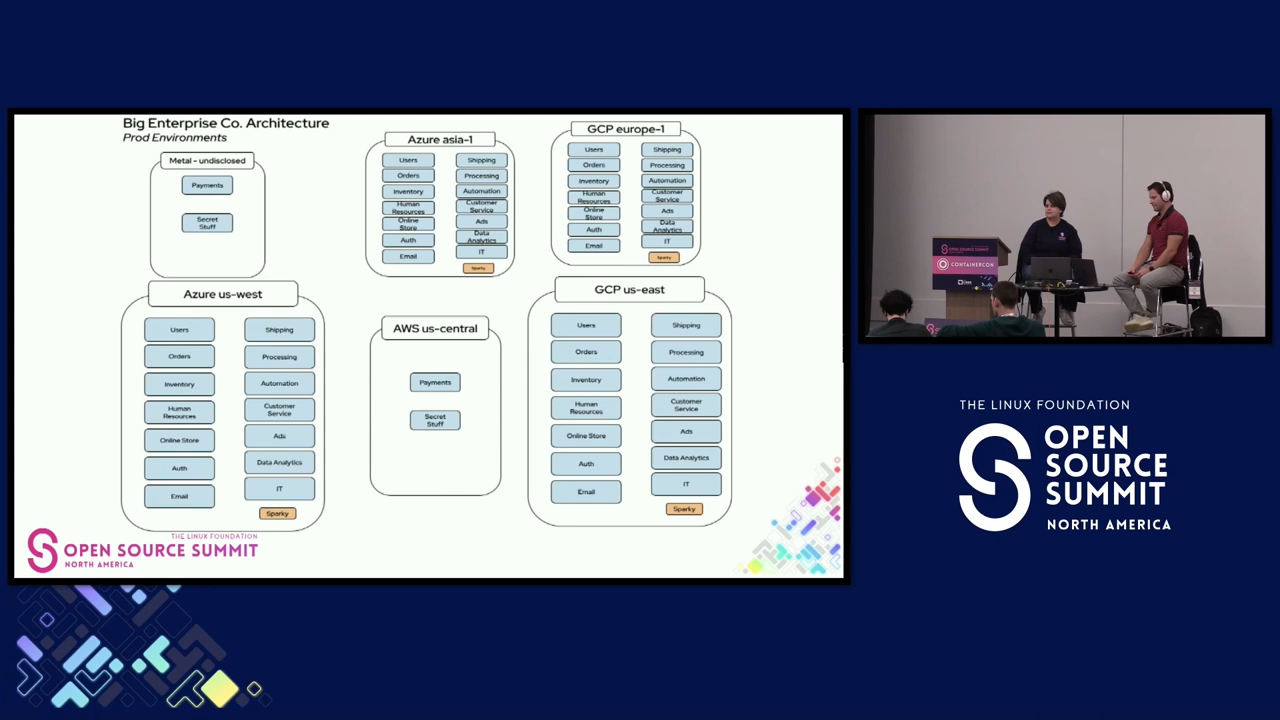 Big Enterprise Co. Architecture
Prod Environments
Metal - undisclosed
Payments
Secret
Stuff
Azure asia-1
Users
Orders
Inventory
Human
Resources
Online
Store
Auth
Email
Shipping
Processing
Automation
Customer
Service
Ads
Data
Analytics
IT
Sparky
GCP europe-1
Users
Orders
Inventory
Human
Resources
Online
Store
Auth
Email
Shipping
Processing
Automation
Customer
Service
Ads
Data
Analytics
IT
Sparky
Azure us-west
Users
Orders
Inventory
Human
Resources
Online Store
Auth
Email
Shipping
Processing
Automation
Customer
Service
Ads
Data Analytics
IT
Sparky
AWS us-central
Payments
Secret
Stuff
GCP us-east
Users
Orders
Inventory
Human
Resources
Online Store
Auth
Email
Shipping
Processing
Automation
Customer
Service
Ads
Data Analytics
IT
Sparky
THE LINUX FOUNDATION
OPEN SOURCE SUMMIT
NORTH AMERICA
CONTAINERCON
THE LINUX FOUNDATION
OPEN
SOURCE
SUMMIT
NORTH AMERICA